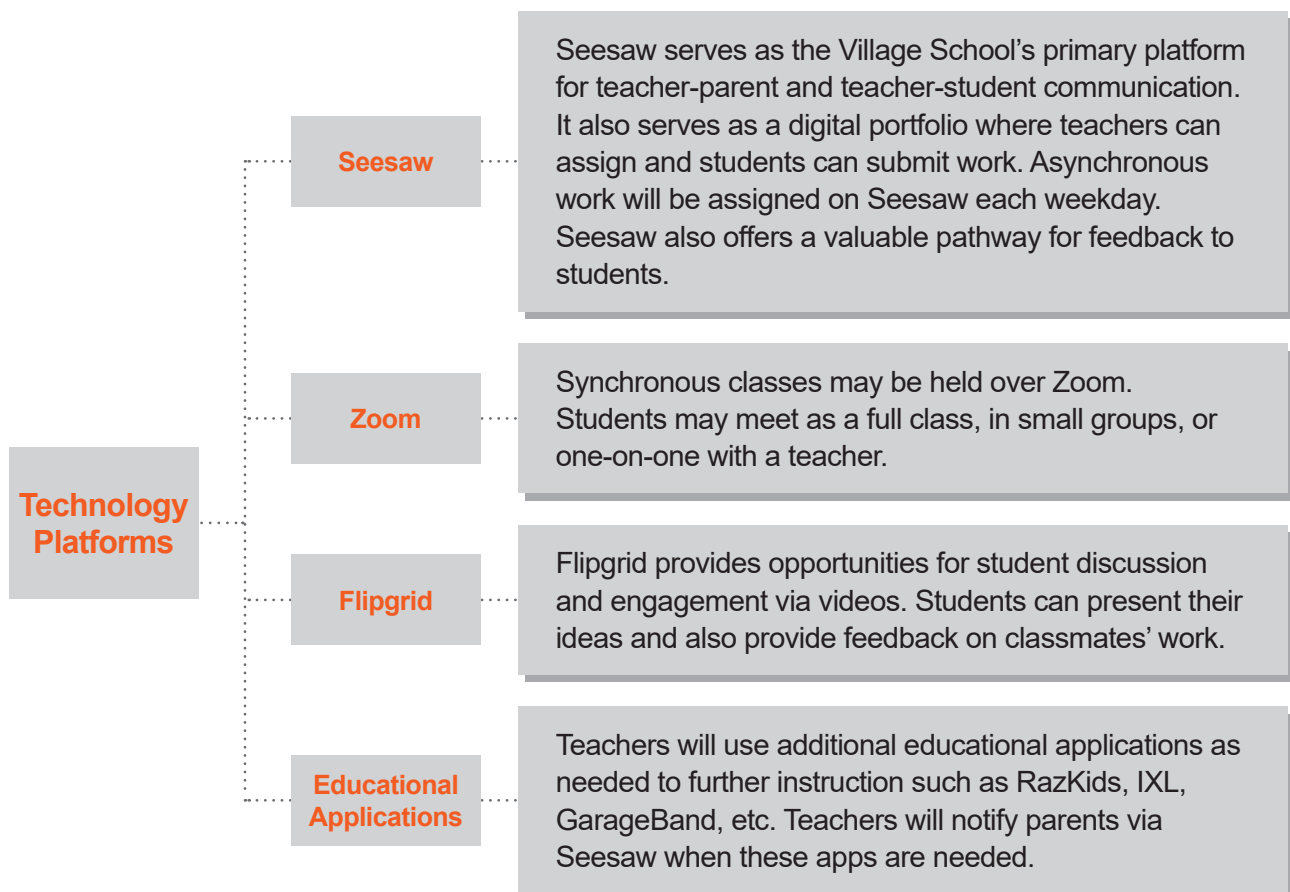 Technology
Platforms
Seesaw
Seesaw serves as the Village School’s primary platform
for teacher-parent and teacher-student communication.
It also serves as a digital portfolio where teachers can
assign and students can submit work. Asynchronous
work will be assigned on Seesaw each weekday.
Seesaw also offers a valuable pathway for feedback to
students.
Zoom
Synchronous classes may be held over Zoom.
Students may meet as a full class, in small groups, or
one-on-one with a teacher.
Flipgrid
Flipgrid provides opportunities for student discussion
and engagement via videos. Students can present their
ideas and also provide feedback on classmates’ work.
Educational
Applications
Teachers will use additional educational applications as
needed to further instruction such as RazKids, IXL,
GarageBand, etc. Teachers will notify parents via
Seesaw when these apps are needed.